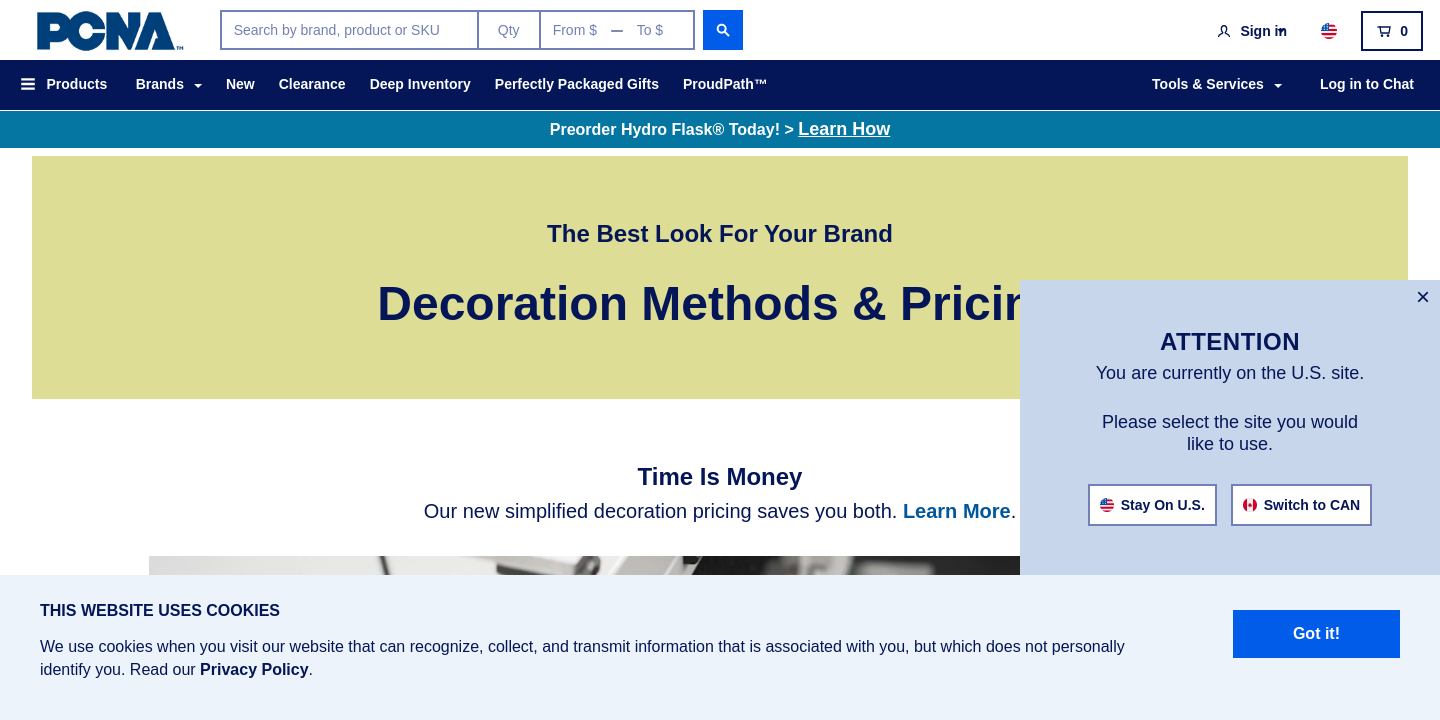 PCNA™
Search by brand, product or SKU
Qty
From $ — To $
Sign in
0
Products
Brands
New
Clearance
Deep Inventory
Perfectly Packaged Gifts
ProudPath™
Tools & Services
Log in to Chat
Preorder Hydro Flask® Today! > Learn How
The Best Look For Your Brand
Decoration Methods & Pricin
Time Is Money
Our new simplified decoration pricing saves you both. Learn More.
×
ATTENTION
You are currently on the U.S. site.
Please select the site you would
like to use.
Stay On U.S.
Switch to CAN
THIS WEBSITE USES COOKIES
We use cookies when you visit our website that can recognize, collect, and transmit information that is associated with you, but which does not personally
identify you. Read our Privacy Policy.
Got it!